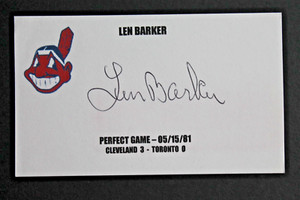 LEN BARKER
Len Barker
PERFECT GAME – 05/15/81
CLEVELAND 3 - TORONTO 0